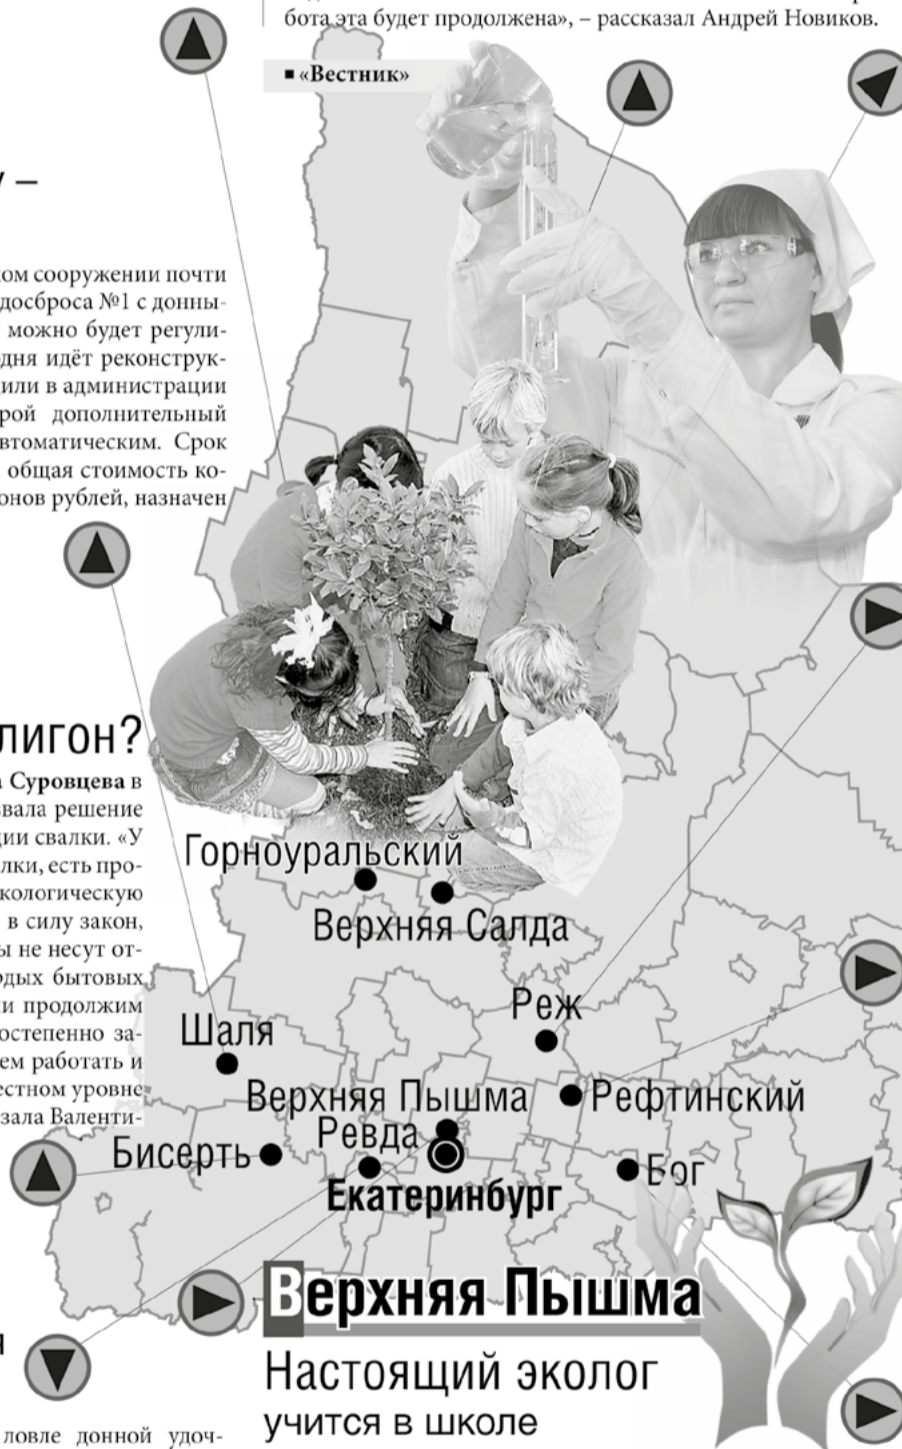 бота эта будет продолжена», – рассказал Андрей Новиков.
«Вестник»
–
ном сооружении почти
досброса №1 с донны-
можно будет регули-
одня идёт реконструк-
или в администрации
рой дополнительный
втоматическим. Срок
общая стоимость ко-
онов рублей, назначен
лигон?
Суровцева в
звала решение
ции свалки. «У
лки, есть про-
кологическую
в силу закон,
ы не несут от-
одых бытовых
и продолжим
остепенно за-
ем работать и
естном уровне
зала Валенти-
Горноуральский
Верхняя Салда
Реж
Шаля
Верхняя Пышма
Рефтинский
Ревда
Бисерть
Бог
Екатеринбург
Верхняя Пышма
Настоящий эколог
учится в школе
ловле донной удоч-